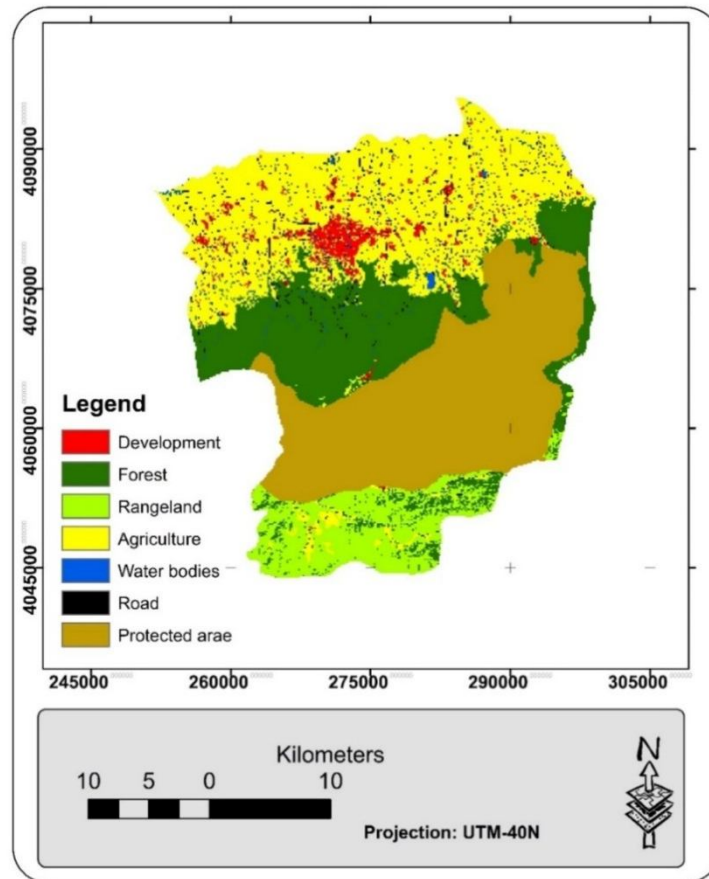 4090000
4075000
4060000
4045000
Legend
Development
Forest
Rangeland
Agriculture
Water bodies
Road
Protected arae
245000 260000 275000 290000 305000
Kilometers
10 5 0 10
N
Projection: UTM-40N